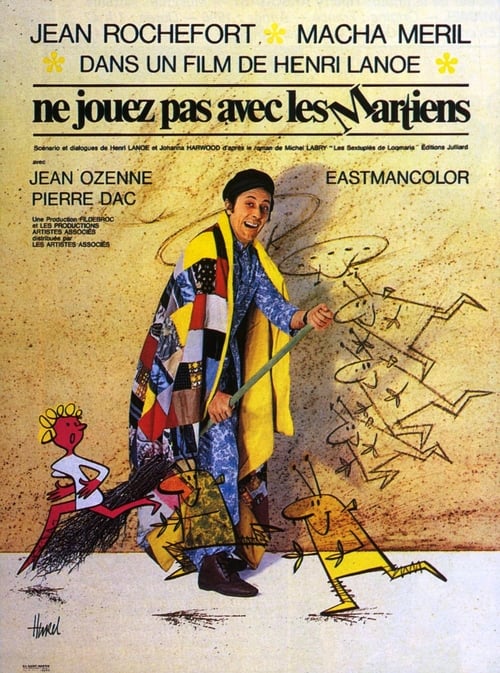 JEAN ROCHEFORT MACHA MERIL
DANS UN FILM DE HENRI LANOE
ne jouez pas avec les Martiens
Scénario et dialogues de Henri LANOE et Johanna HARWOOD d'après le roman de Michel LABRY "Les Sextuplés de Loqmaria" Éditions Julliard
avec
JEAN OZENNE EASTMANCOLOR
PIERRE DAC
Une Production FILDEBROC
et LES PRODUCTIONS
ARTISTES ASSOCIÉS
distribuée par
LES ARTISTES ASSOCIÉS
Hurel